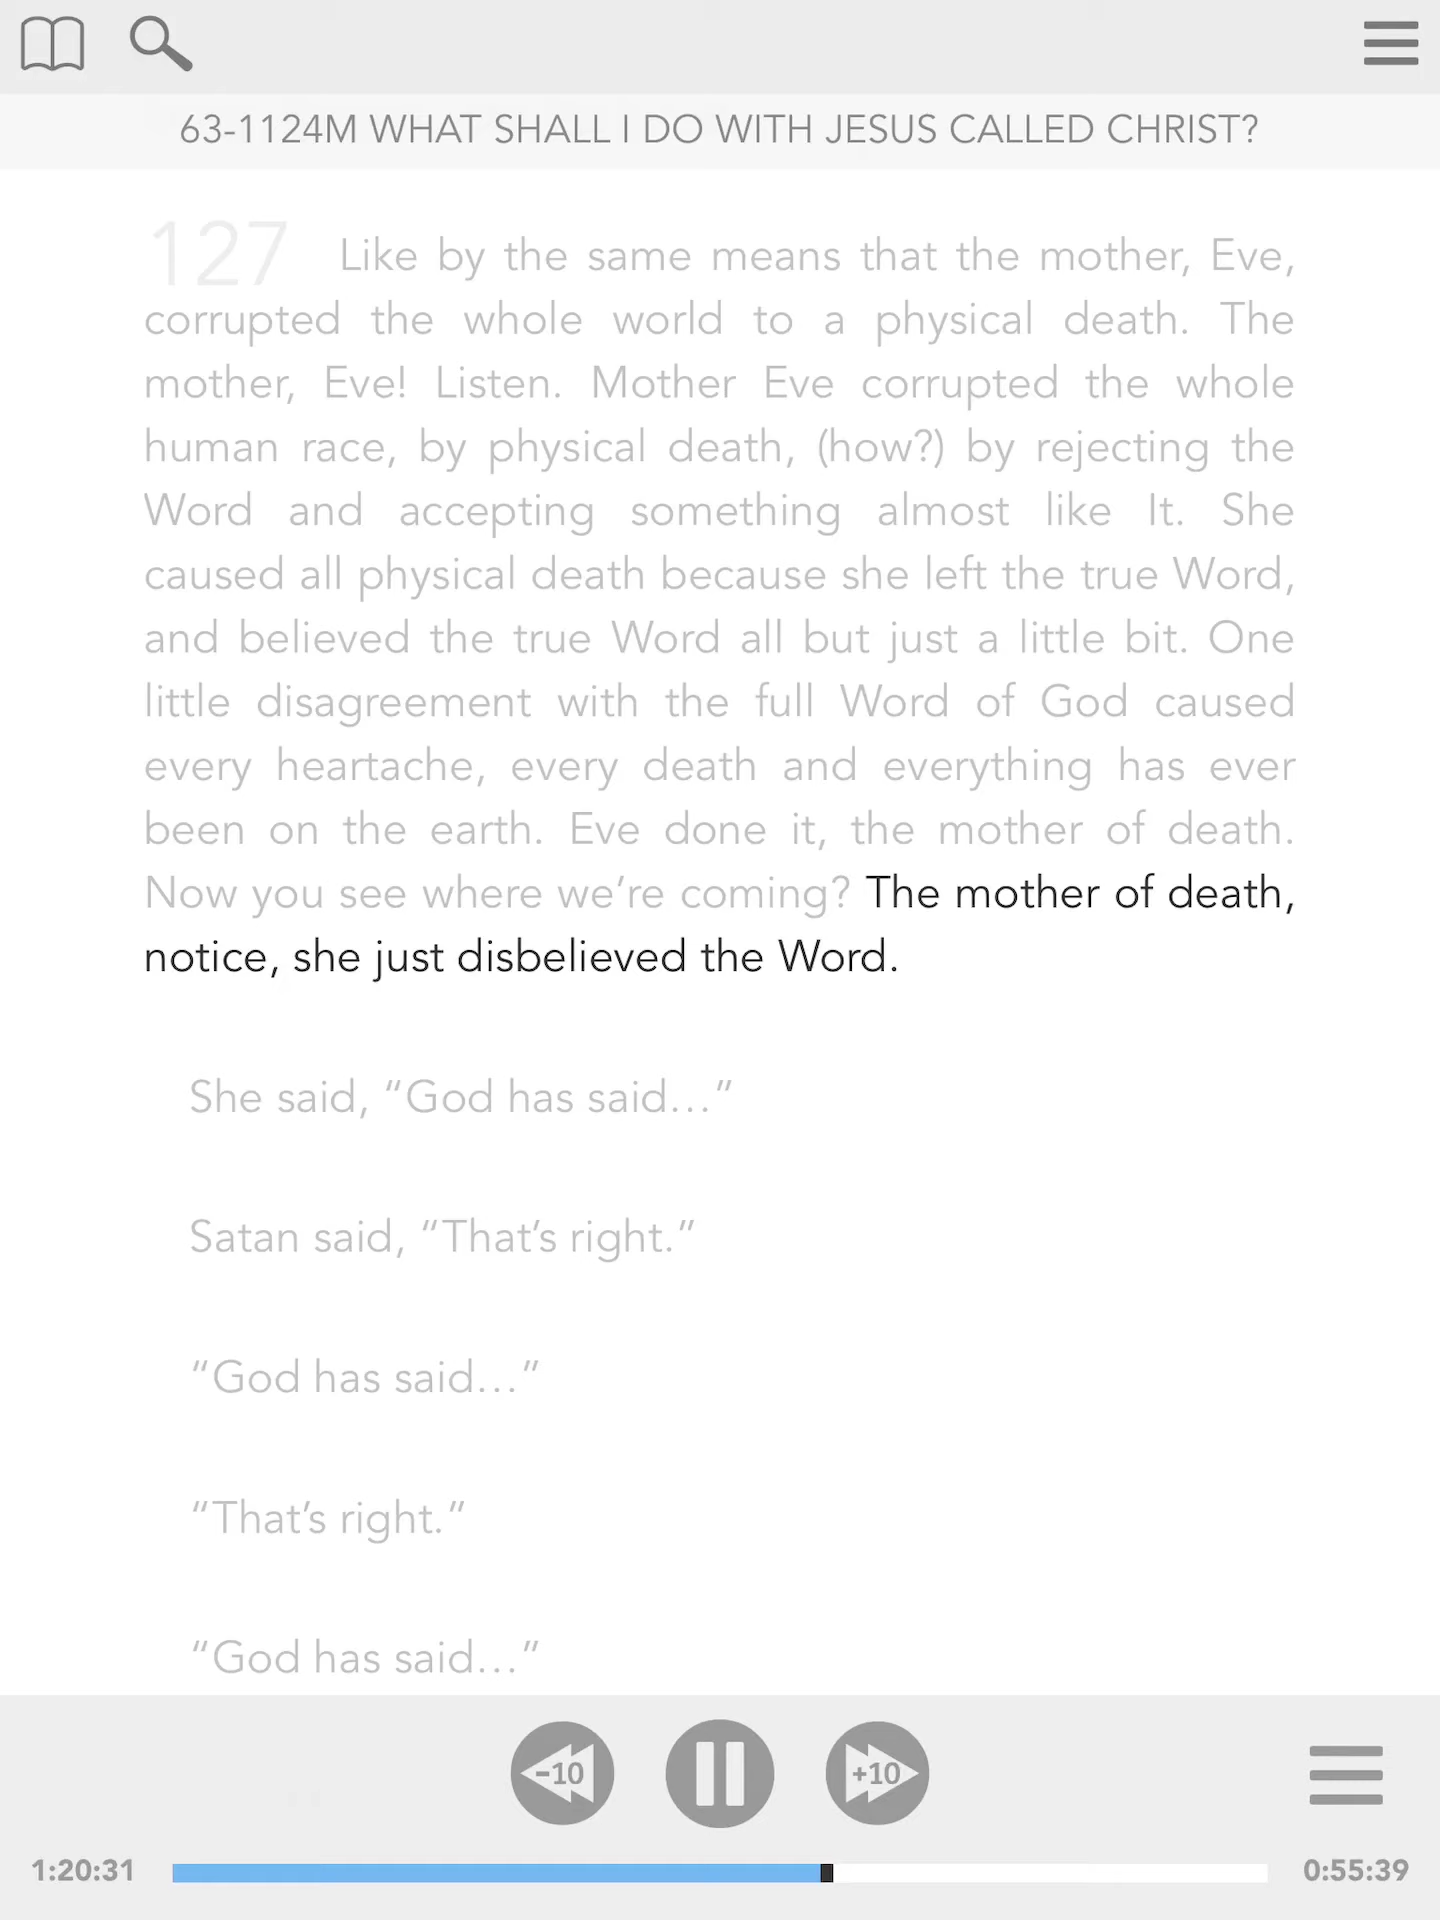 63-1124M WHAT SHALL I DO WITH JESUS CALLED CHRIST?
127 Like by the same means that the mother, Eve,
corrupted the whole world to a physical death. The
mother, Eve! Listen. Mother Eve corrupted the whole
human race, by physical death, (how?) by rejecting the
Word and accepting something almost like It. She
caused all physical death because she left the true Word,
and believed the true Word all but just a little bit. One
little disagreement with the full Word of God caused
every heartache, every death and everything has ever
been on the earth. Eve done it, the mother of death.
Now you see where we’re coming? The mother of death,
notice, she just disbelieved the Word.
She said, “God has said…”
Satan said, “That’s right.”
“God has said…”
“That’s right.”
“God has said…”
-10 +10
1:20:31 0:55:39